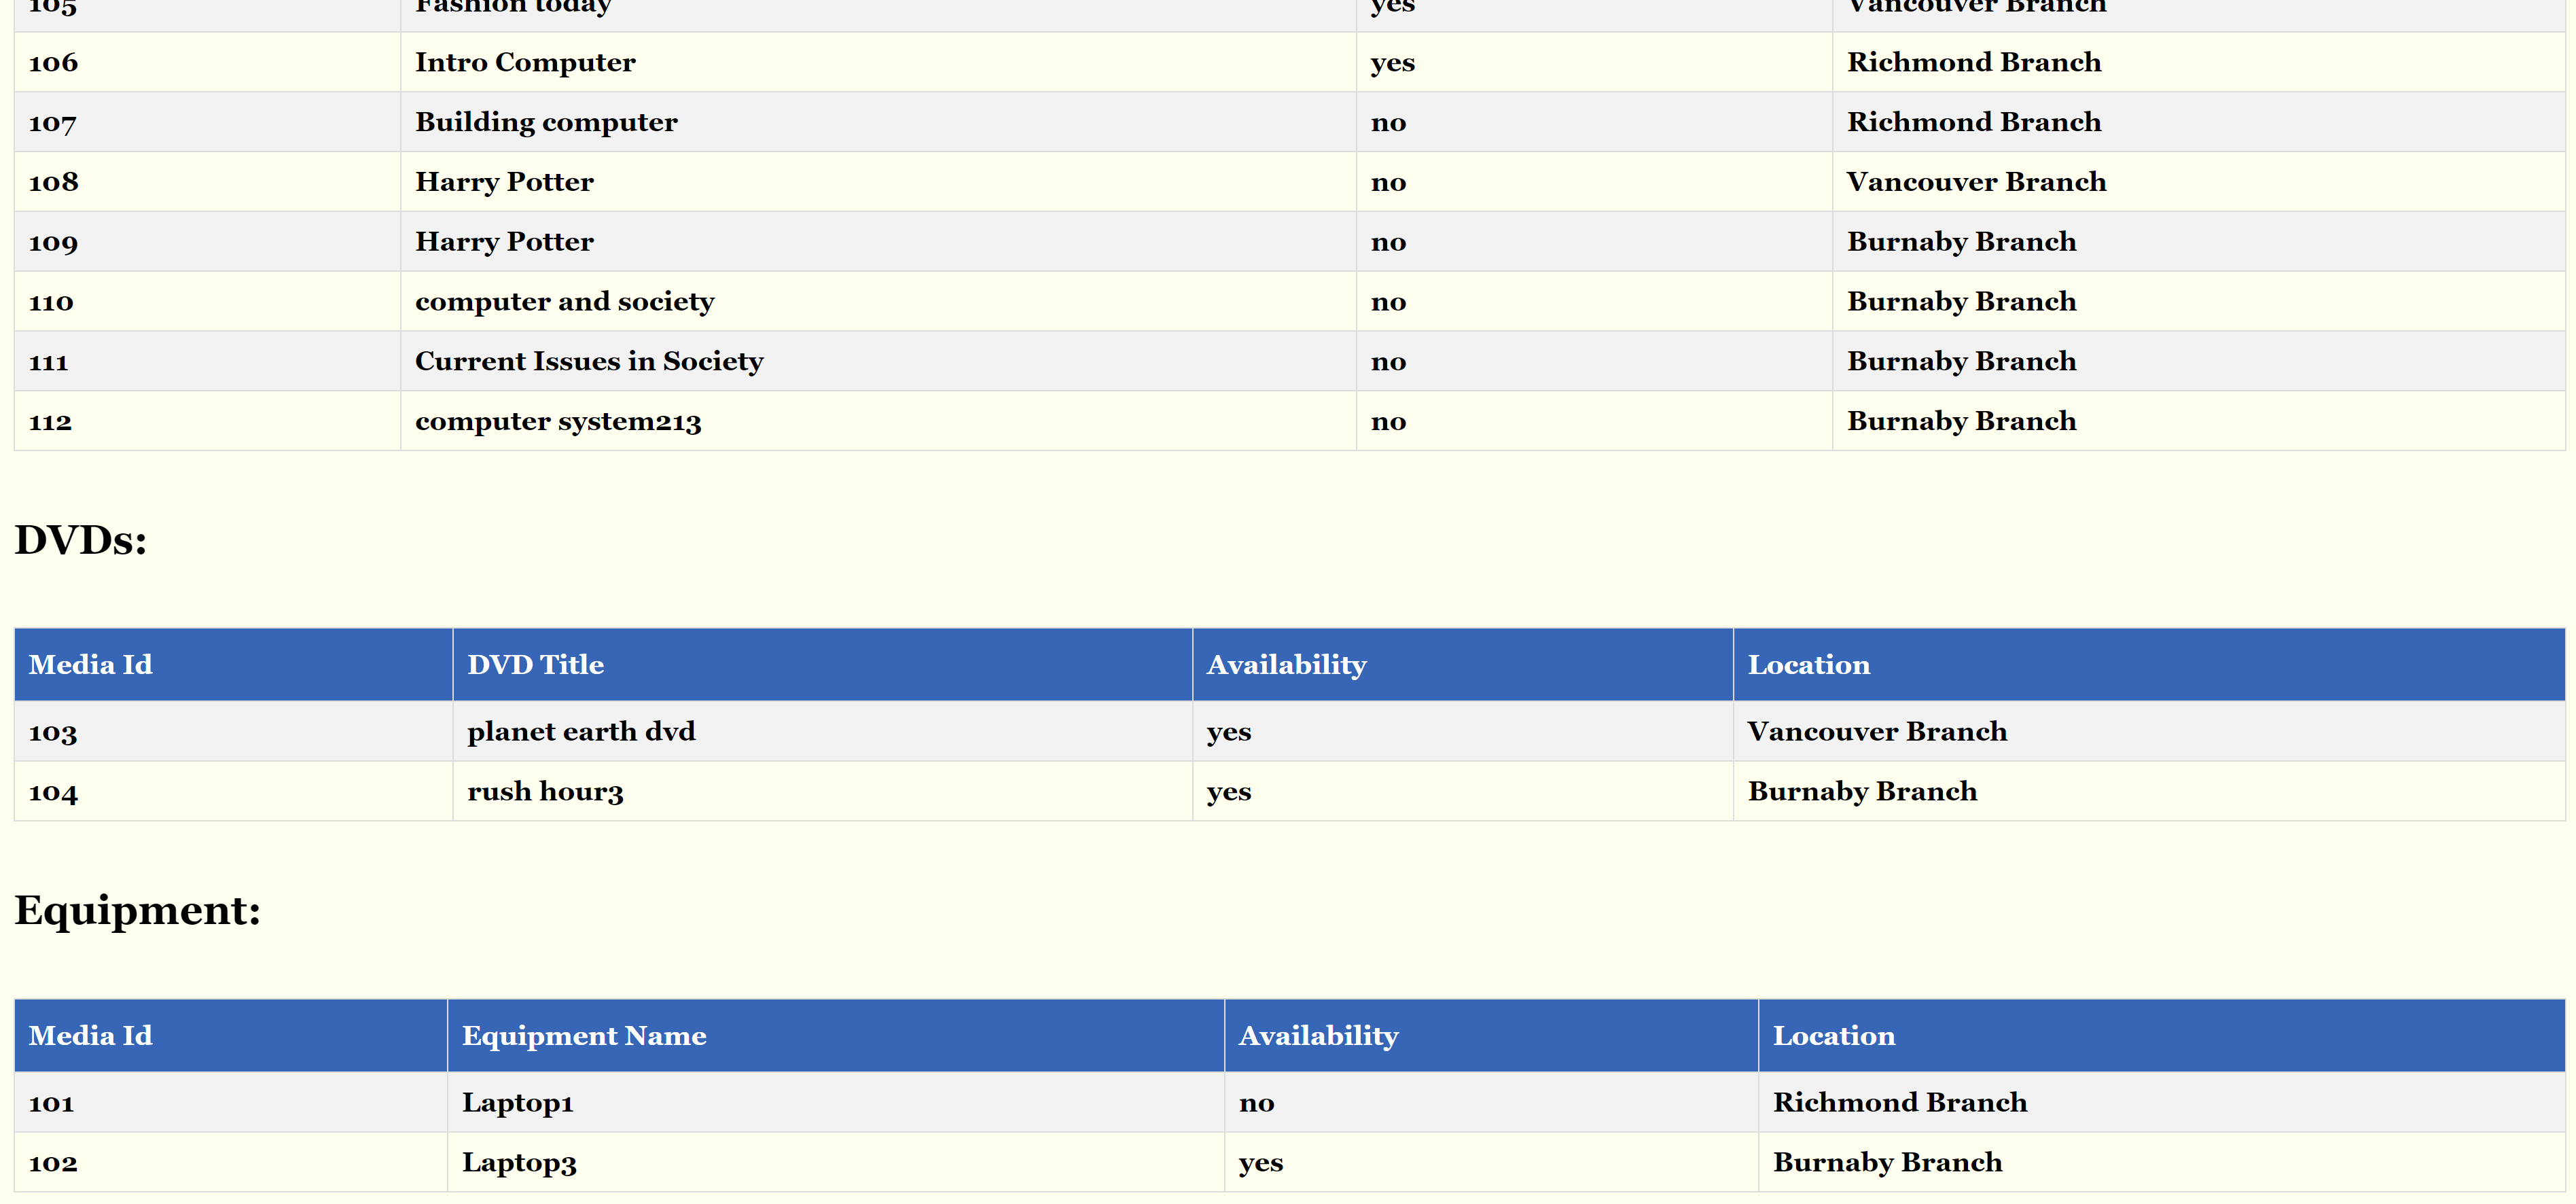 105 Fashion today yes Vancouver Branch
106 Intro Computer yes Richmond Branch
107 Building computer no Richmond Branch
108 Harry Potter no Vancouver Branch
109 Harry Potter no Burnaby Branch
110 computer and society no Burnaby Branch
111 Current Issues in Society no Burnaby Branch
112 computer system213 no Burnaby Branch
DVDs:
Media Id DVD Title Availability Location
103 planet earth dvd yes Vancouver Branch
104 rush hour3 yes Burnaby Branch
Equipment:
Media Id Equipment Name Availability Location
101 Laptop1 no Richmond Branch
102 Laptop3 yes Burnaby Branch